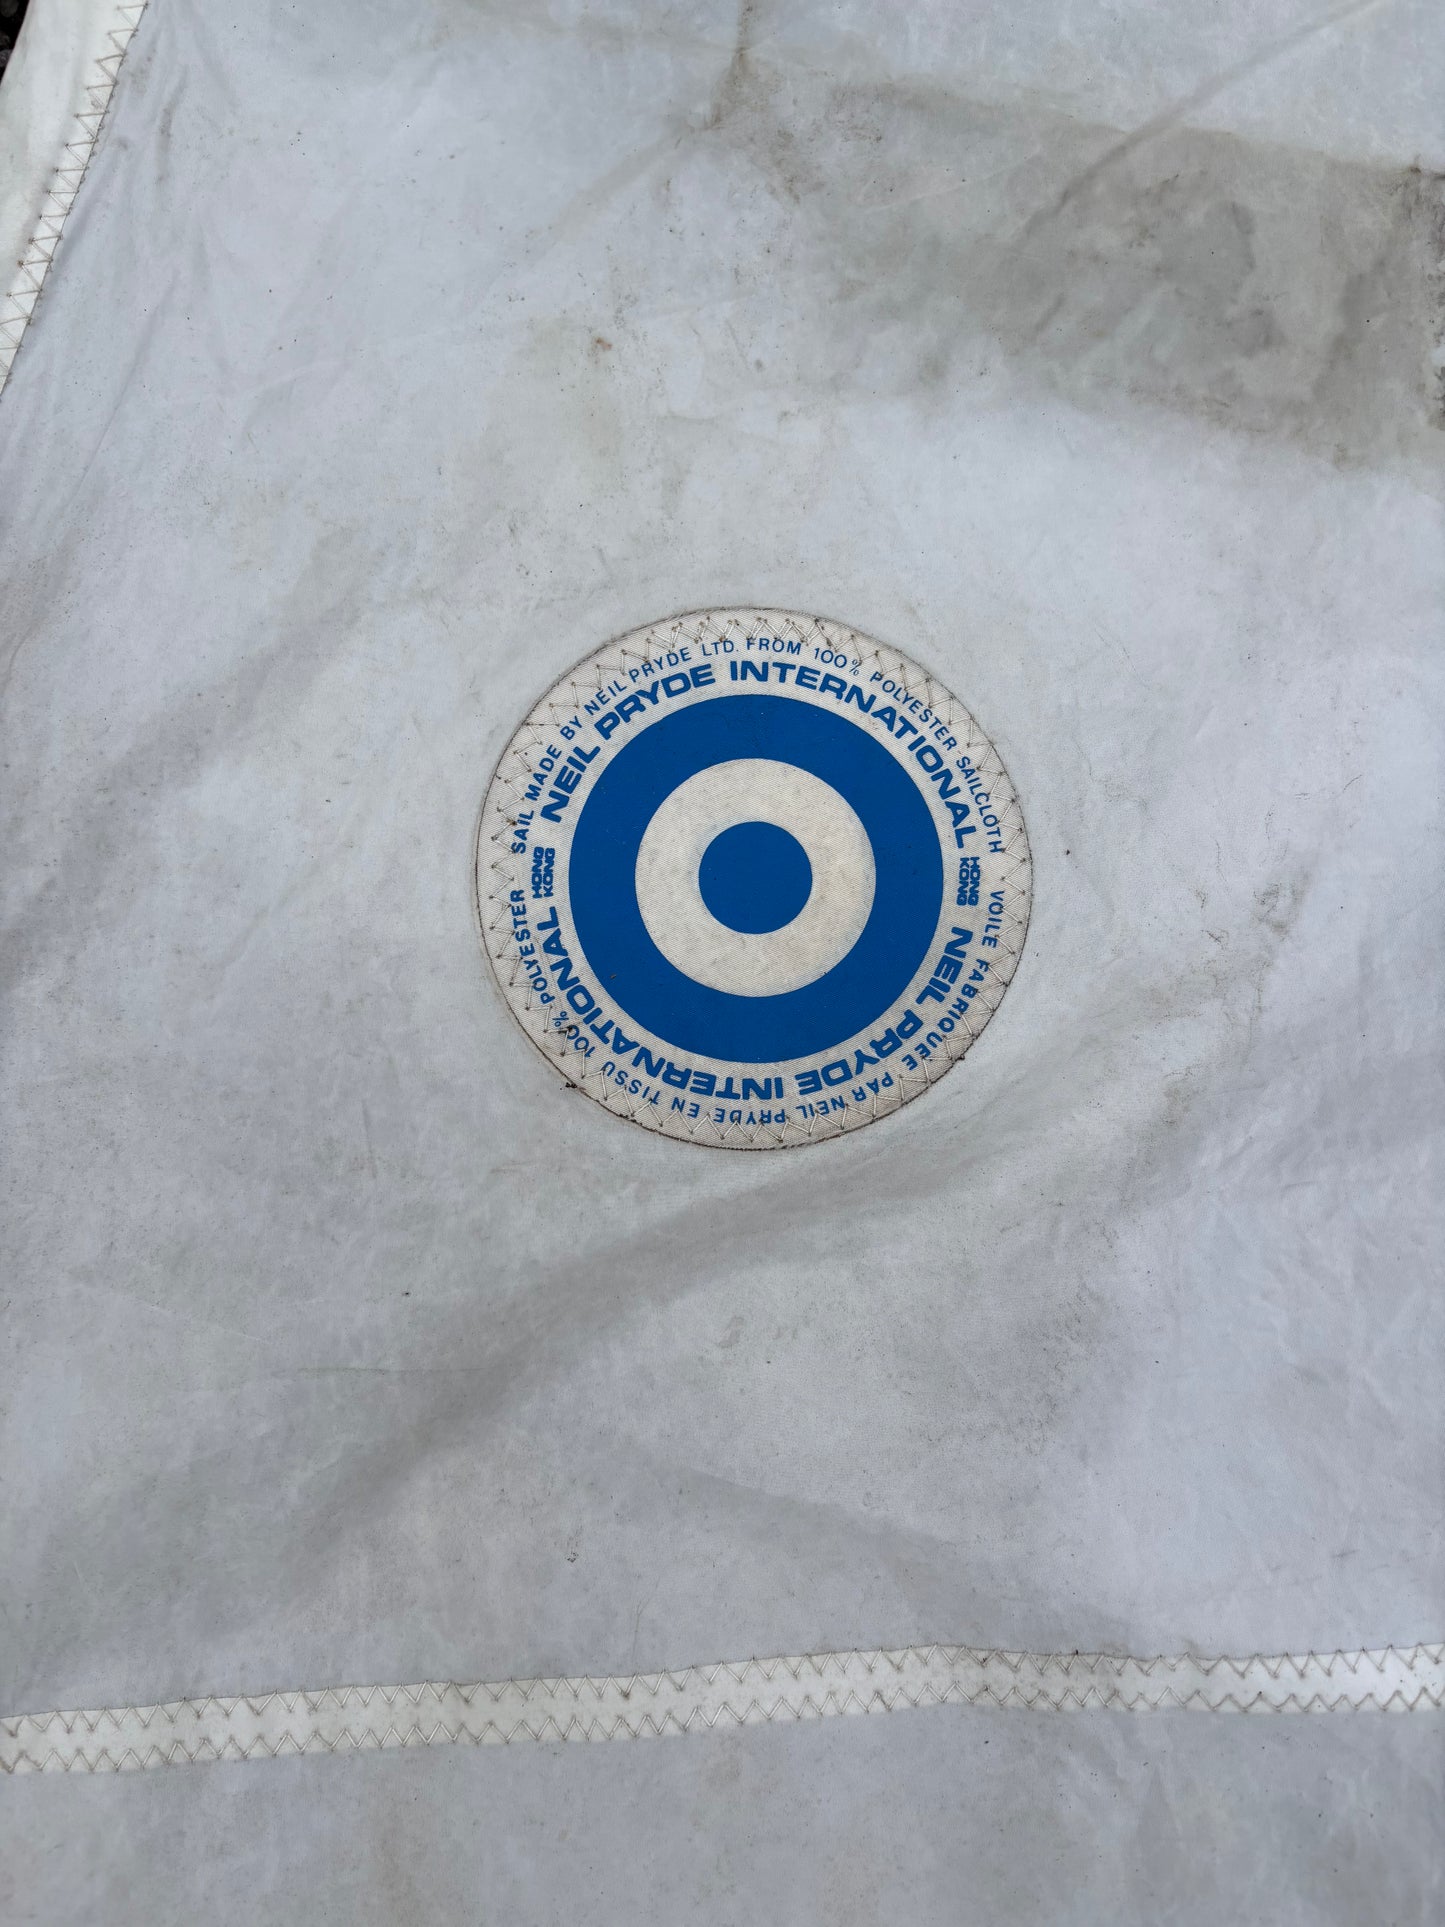 SAIL MADE BY NEIL PRYDE LTD. FROM 100% POLYESTER SAILCLOTH
NEIL PRYDE INTERNATIONAL
HONG
KONG
HONG
KONG
NEIL PRYDE INTERNATIONAL
VOILE FABRIQUÉE PAR NEIL PRYDE EN TISSU 100% POLYESTER